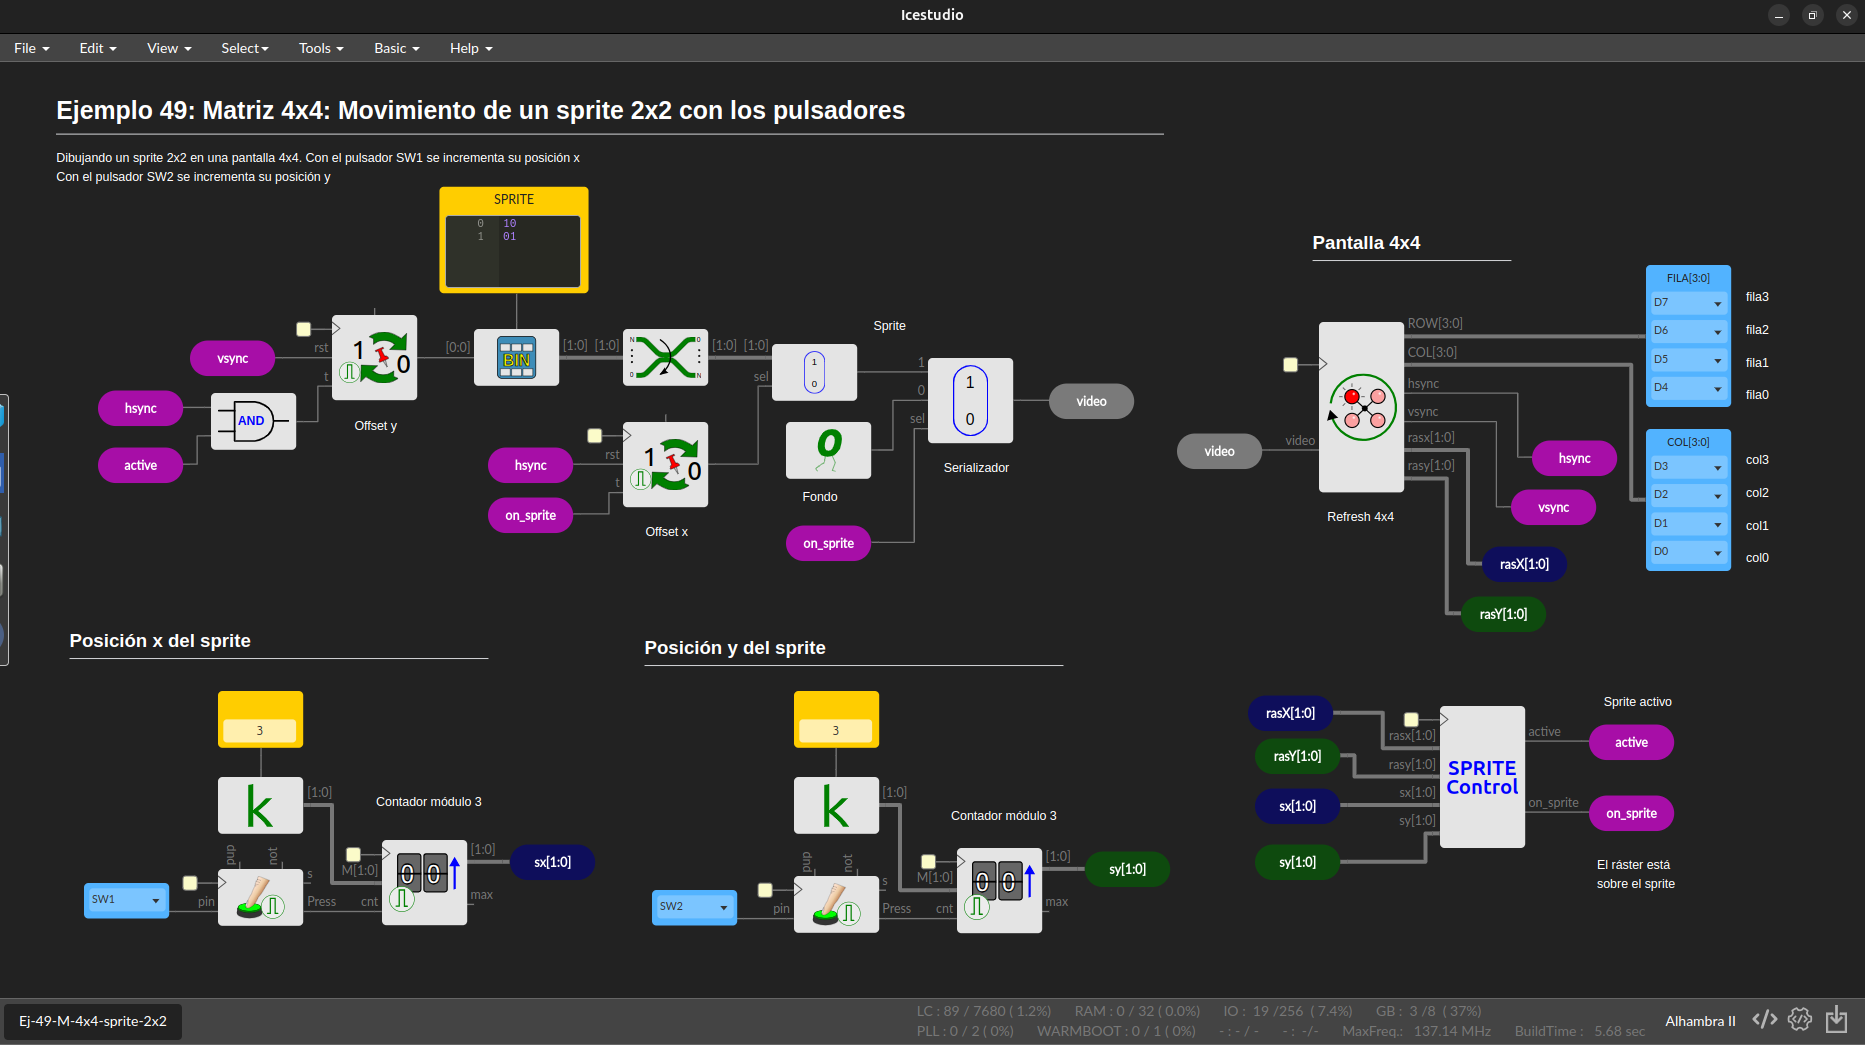 Icestudio
File Edit View Select Tools Basic Help
Ejemplo 49: Matriz 4x4: Movimiento de un sprite 2x2 con los pulsadores
Dibujando un sprite 2x2 en una pantalla 4x4. Con el pulsador SW1 se incrementa su posición x
Con el pulsador SW2 se incrementa su posición y
SPRITE
0 10
1 01
vsync
hsync
active
AND
rst
t
1 0
Offset y
[0:0]
BIN
[1:0] [1:0]
N 0
0 N
[1:0] [1:0]
sel
Sprite
1
0
hsync
on_sprite
rst
t
1 0
Offset x
0
Fondo
on_sprite
1
0
sel
1
0
Serializador
video
Pantalla 4x4
video
video
Refresh 4x4
ROW[3:0]
COL[3:0]
hsync
vsync
rasx[1:0]
rasy[1:0]
hsync
vsync
rasX[1:0]
rasY[1:0]
FILA[3:0]
D7 fila3
D6 fila2
D5 fila1
D4 fila0
COL[3:0]
D3 col3
D2 col2
D1 col1
D0 col0
Posición x del sprite
3
k
[1:0]
Contador módulo 3
pup not
SW1
pin
s
Press
M[1:0]
cnt
0 0
[1:0]
max
sx[1:0]
Posición y del sprite
3
k
[1:0]
Contador módulo 3
pup not
SW2
pin
s
Press
M[1:0]
cnt
0 0
[1:0]
max
sy[1:0]
rasX[1:0]
rasY[1:0]
sx[1:0]
sy[1:0]
rasx[1:0]
rasy[1:0]
sx[1:0]
sy[1:0]
SPRITE
Control
active
on_sprite
Sprite activo
active
on_sprite
El ráster está
sobre el sprite
Ej-49-M-4x4-sprite-2x2
LC : 89 / 7680 ( 1.2%) RAM : 0 / 32 ( 0.0%) IO : 19 /256 ( 7.4%) GB : 3 /8 ( 37%)
PLL : 0 / 2 ( 0%) WARMBOOT : 0 / 1 ( 0%) - : - / - - : -/- MaxFreq.: 137.14 MHz BuildTime : 5.68 sec
Alhambra II </>